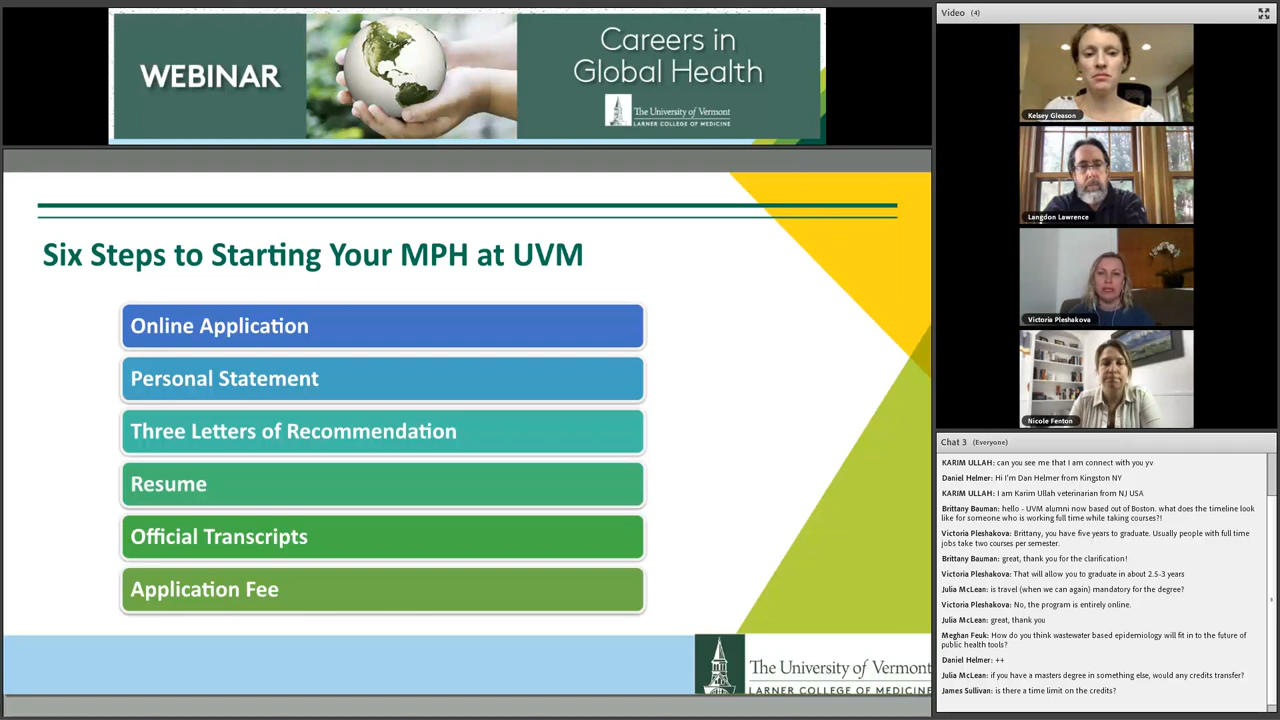 WEBINAR
Careers in
Global Health
The University of Vermont
LARNER COLLEGE OF MEDICINE
Six Steps to Starting Your MPH at UVM
Online Application
Personal Statement
Three Letters of Recommendation
Resume
Official Transcripts
Application Fee
The University of Vermont
LARNER COLLEGE OF MEDICINE
Video (4)
Kelsey Gleason
Langdon Lawrence
Victoria Pleshakova
Nicole Fenton
Chat 3 (Everyone)
KARIM ULLAH: can you see me that I am connect with you yv
Daniel Helmer: Hi I'm Dan Helmer from Kingston NY
KARIM ULLAH: I am Karim Ullah veterinarian from NJ USA
Brittany Bauman: hello - UVM alumni now based out of Boston. what does the timeline look
like for someone who is working full time while taking courses?!
Victoria Pleshakova: Brittany, you have five years to graduate. Usually people with full time
jobs take two courses per semester.
Brittany Bauman: great, thank you for the clarification!
Victoria Pleshakova: That will allow you to graduate in about 2.5-3 years
Julia McLean: is travel (when we can again) mandatory for the degree?
Victoria Pleshakova: No, the program is entirely online.
Julia McLean: great, thank you
Meghan Feuk: How do you think wastewater based epidemiology will fit in to the future of
public health tools?
Daniel Helmer: ++
Julia McLean: if you have a masters degree in something else, would any credits transfer?
James Sullivan: is there a time limit on the credits?